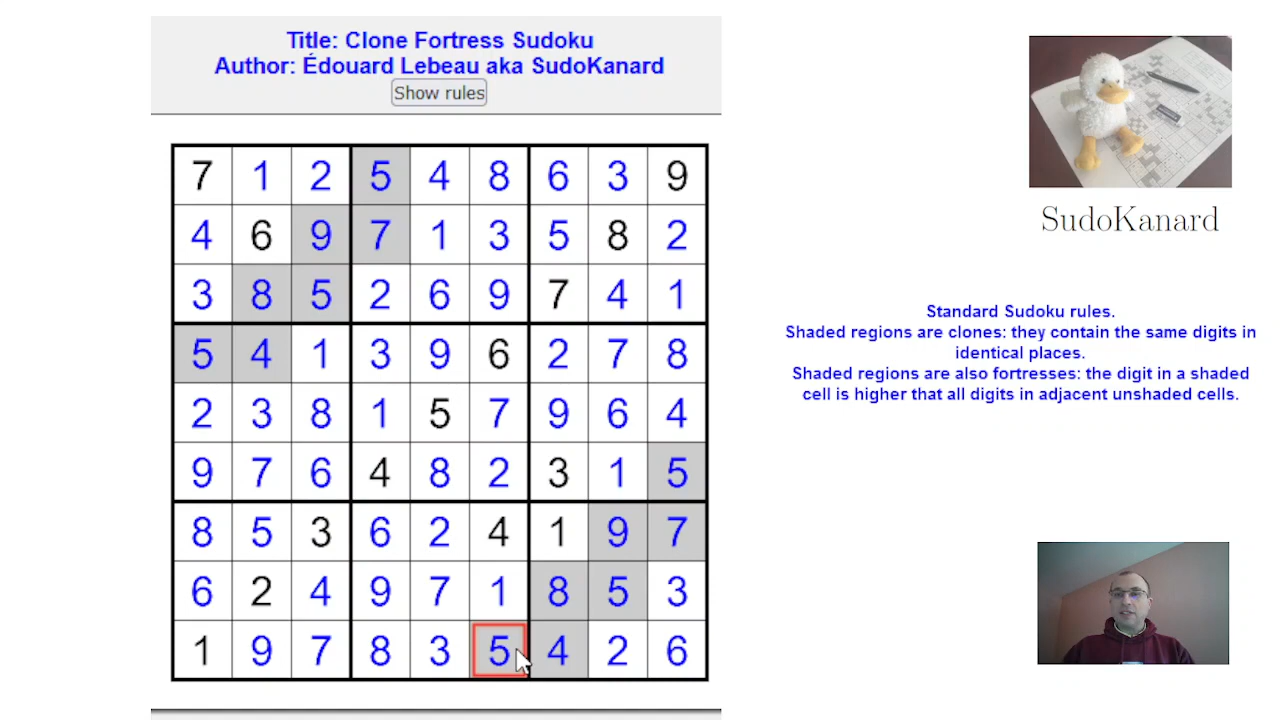 Title: Clone Fortress Sudoku
Author: Édouard Lebeau aka SudoKanard
Show rules
7 1 2 5 4 8 6 3 9
4 6 9 7 1 3 5 8 2
3 8 5 2 6 9 7 4 1
5 4 1 3 9 6 2 7 8
2 3 8 1 5 7 9 6 4
9 7 6 4 8 2 3 1 5
8 5 3 6 2 4 1 9 7
6 2 4 9 7 1 8 5 3
1 9 7 8 3 5 4 2 6
SudoKanard
Standard Sudoku rules.
Shaded regions are clones: they contain the same digits in
identical places.
Shaded regions are also fortresses: the digit in a shaded
cell is higher that all digits in adjacent unshaded cells.